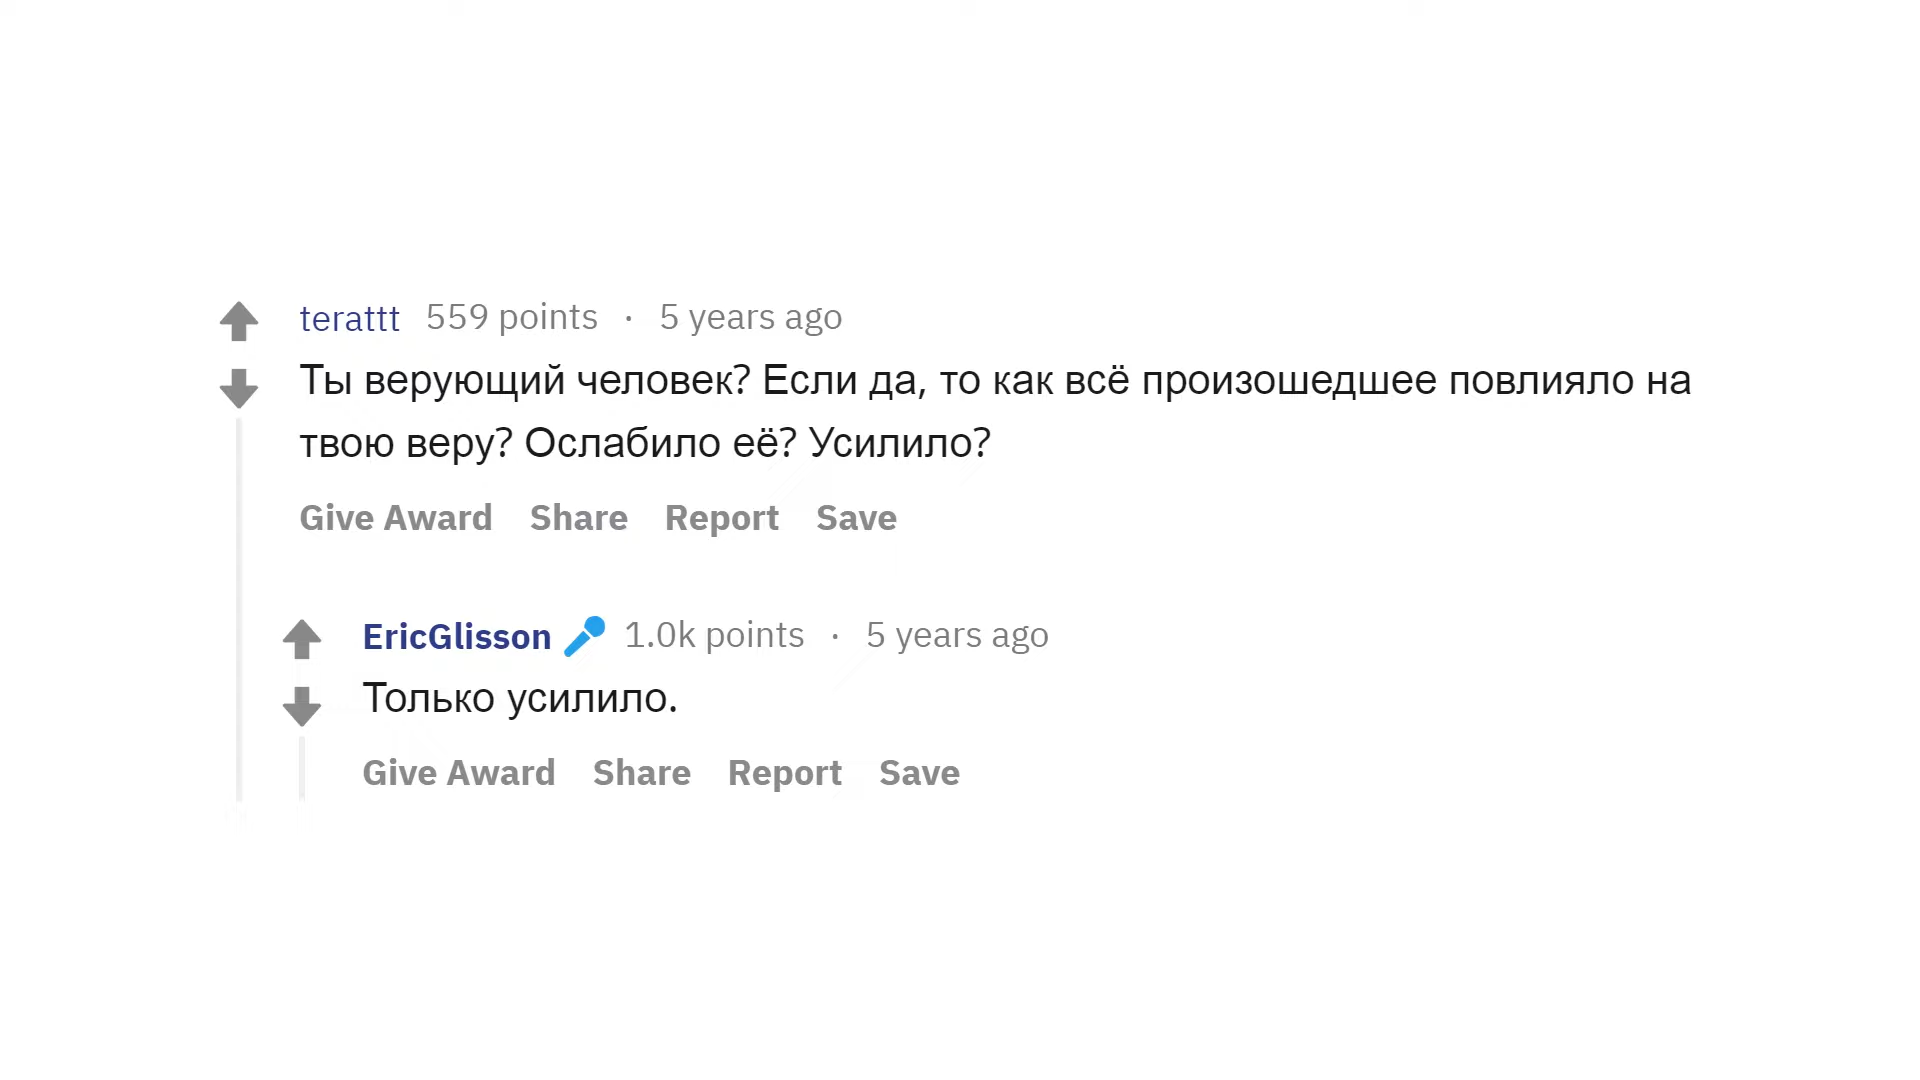 terattt 559 points · 5 years ago
Ты верующий человек? Если да, то как всё произошедшее повлияло на
твою веру? Ослабило её? Усилило?
Give Award Share Report Save
EricGlisson 1.0k points · 5 years ago
Только усилило.
Give Award Share Report Save